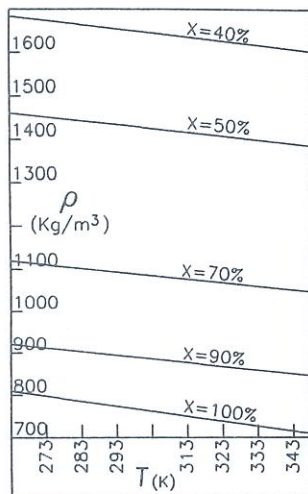 X=40%
1600
1500
X=50%
1400
1300
ρ
(Kg/m³)
1100
X=70%
1000
900
X=90%
800
X=100%
700
273
283
293
313
323
333
343
T(K)